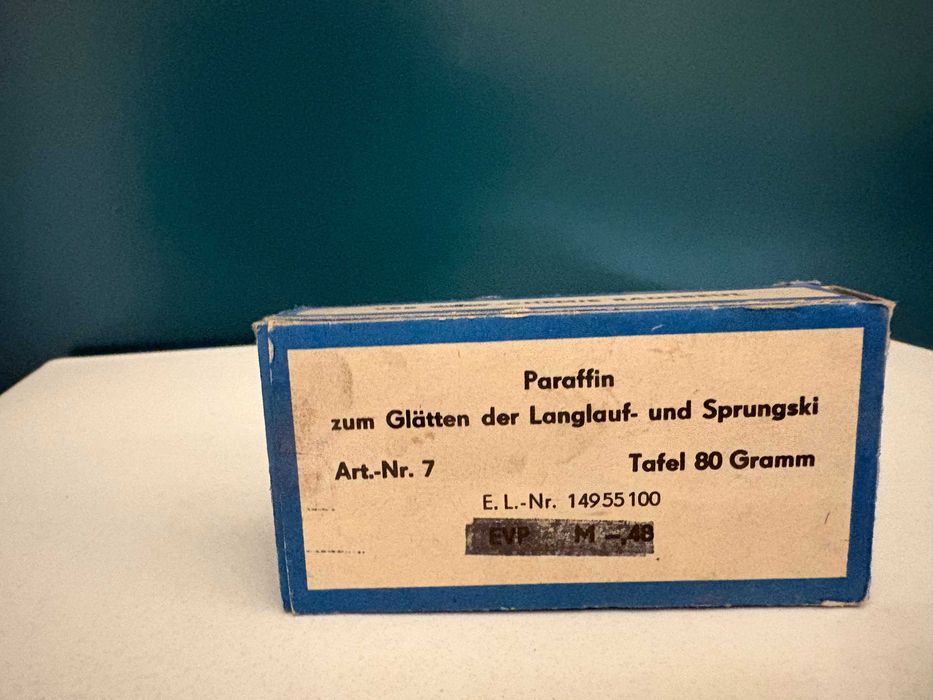 Paraffin
zum Glätten der Langlauf- und Sprungski
Art.-Nr. 7
Tafel 80 Gramm
E. L.-Nr. 14955100
EVP M -,48